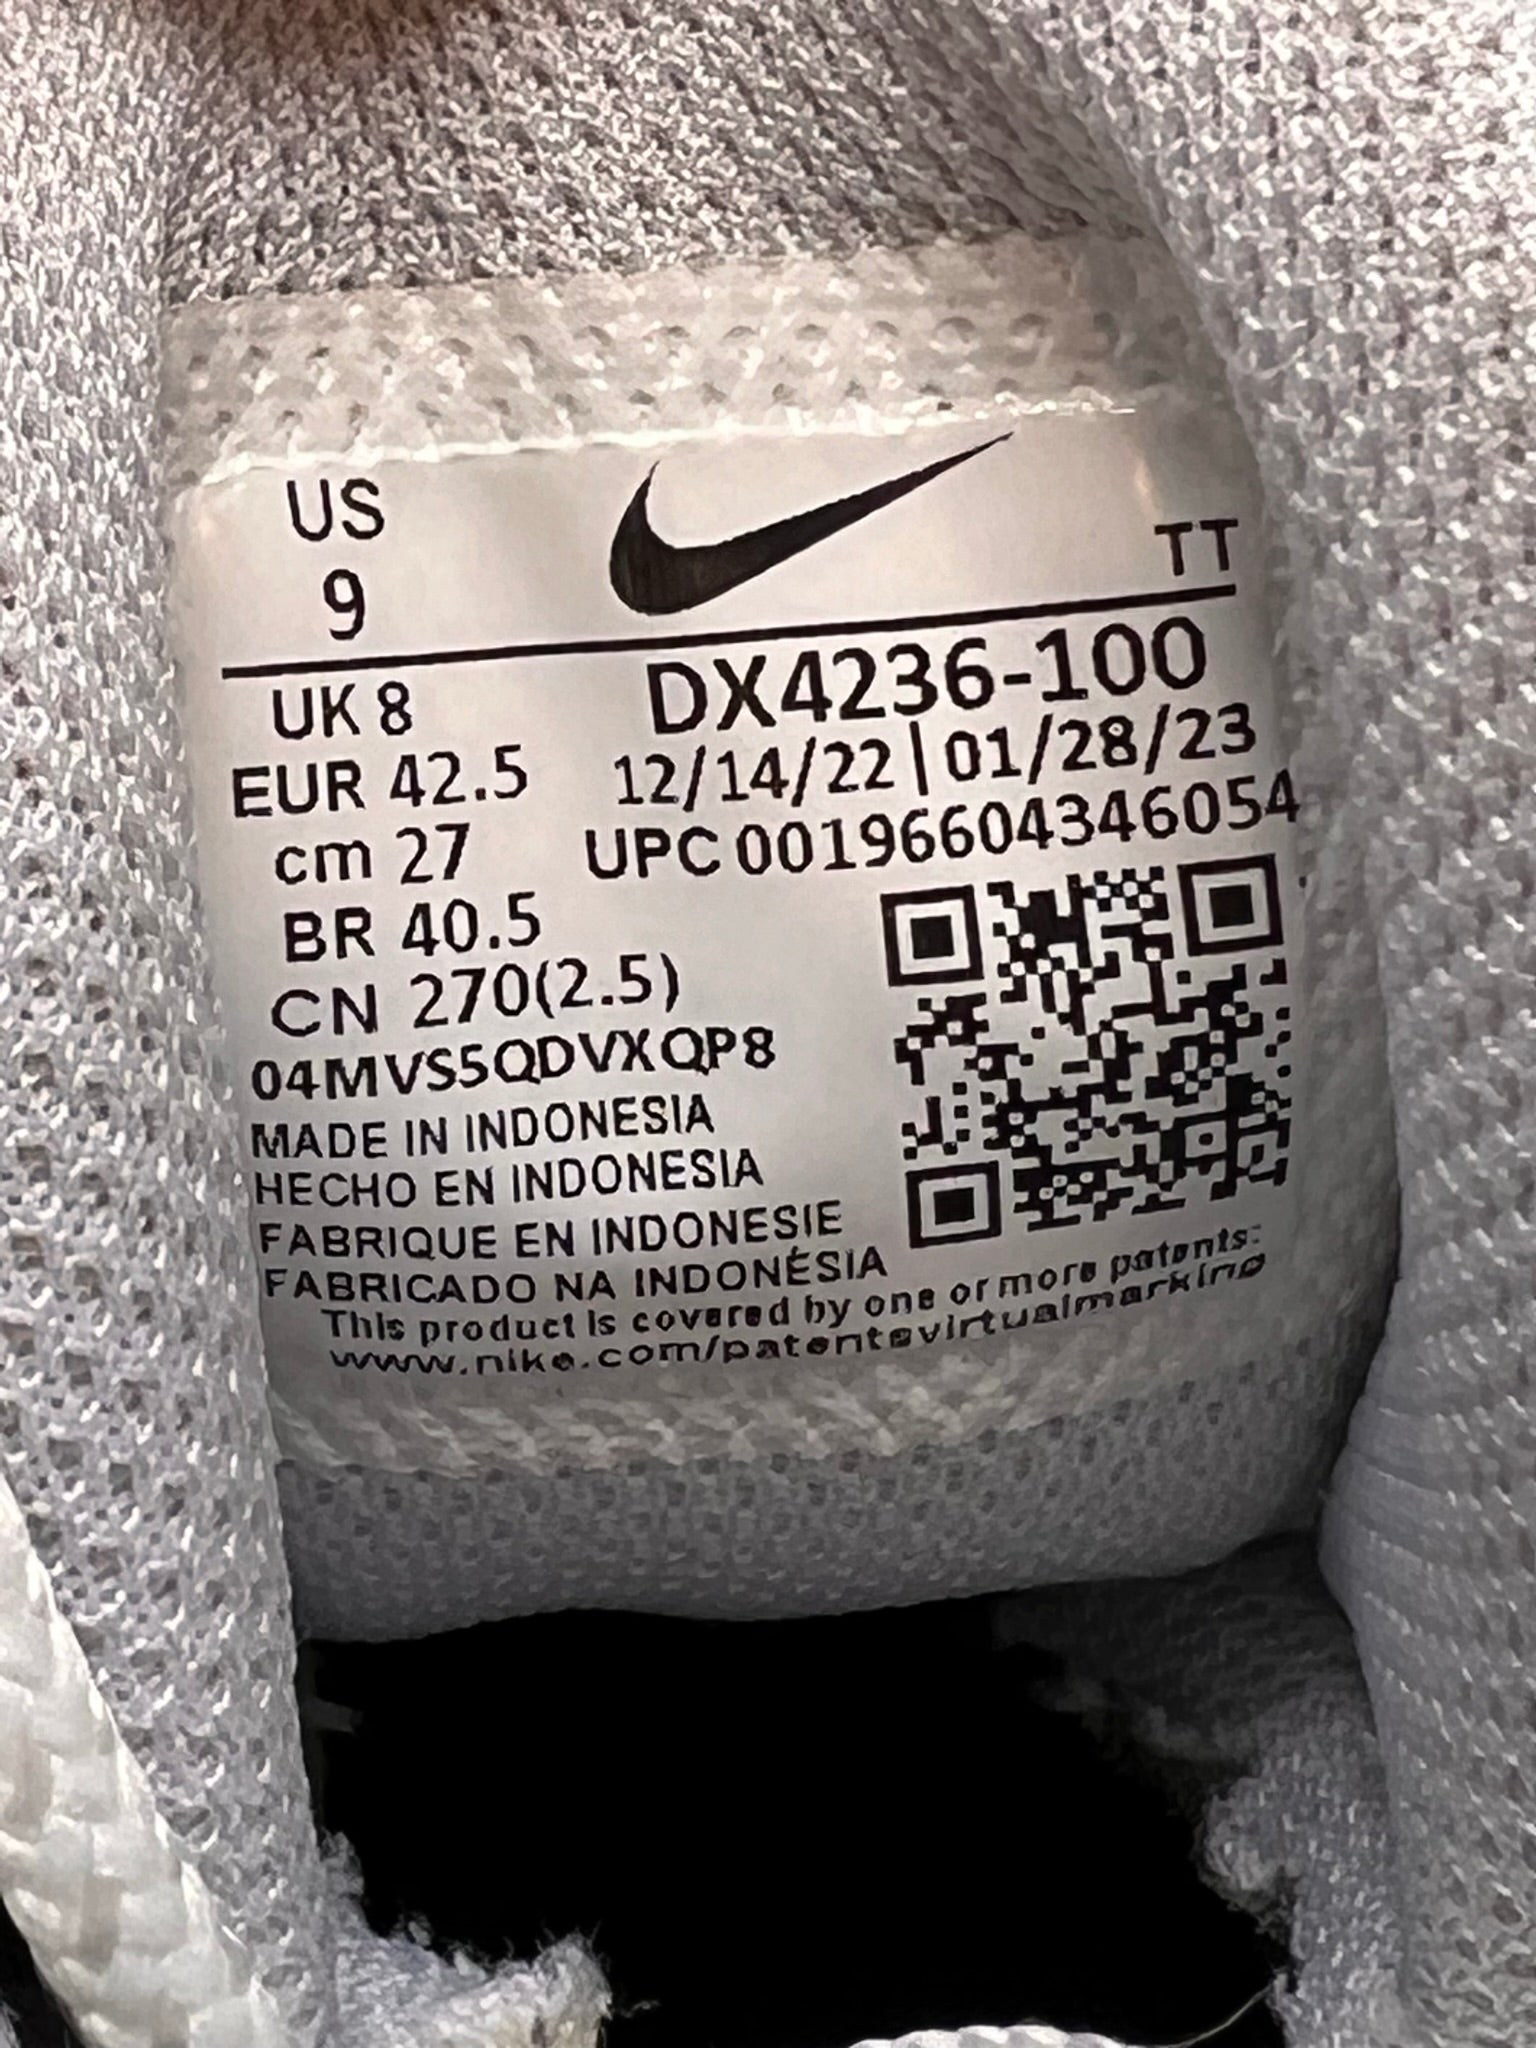 US
9
TT
UK 8
DX4236-100
EUR 42.5
12/14/22 | 01/28/23
cm 27
UPC 00196604346054
BR 40.5
CN 270(2.5)
04MVS5QDVXQP8
MADE IN INDONESIA
HECHO EN INDONESIA
FABRIQUE EN INDONESIE
FABRICADO NA INDONÉSIA
This product is covered by one or more patents:
www.nike.com/patentsvirtualmarking